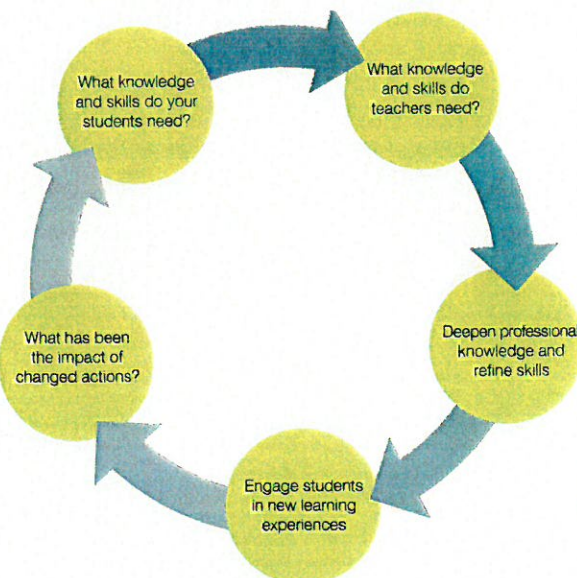 What knowledge
and skills do your
students need?
What knowledge
and skills do
teachers need?
Deepen professional
knowledge and
refine skills
Engage students
in new learning
experiences
What has been
the impact of
changed actions?